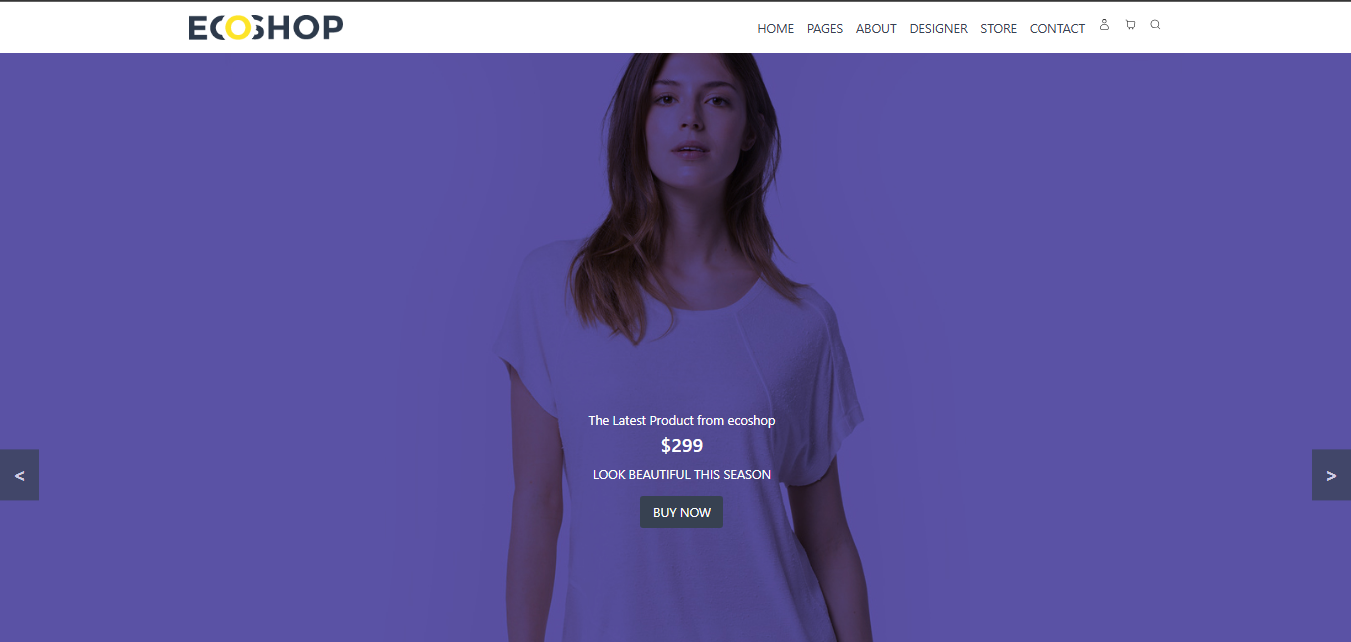 ECOSHOP
HOME PAGES ABOUT DESIGNER STORE CONTACT
The Latest Product from ecoshop
$299
LOOK BEAUTIFUL THIS SEASON
< >
BUY NOW